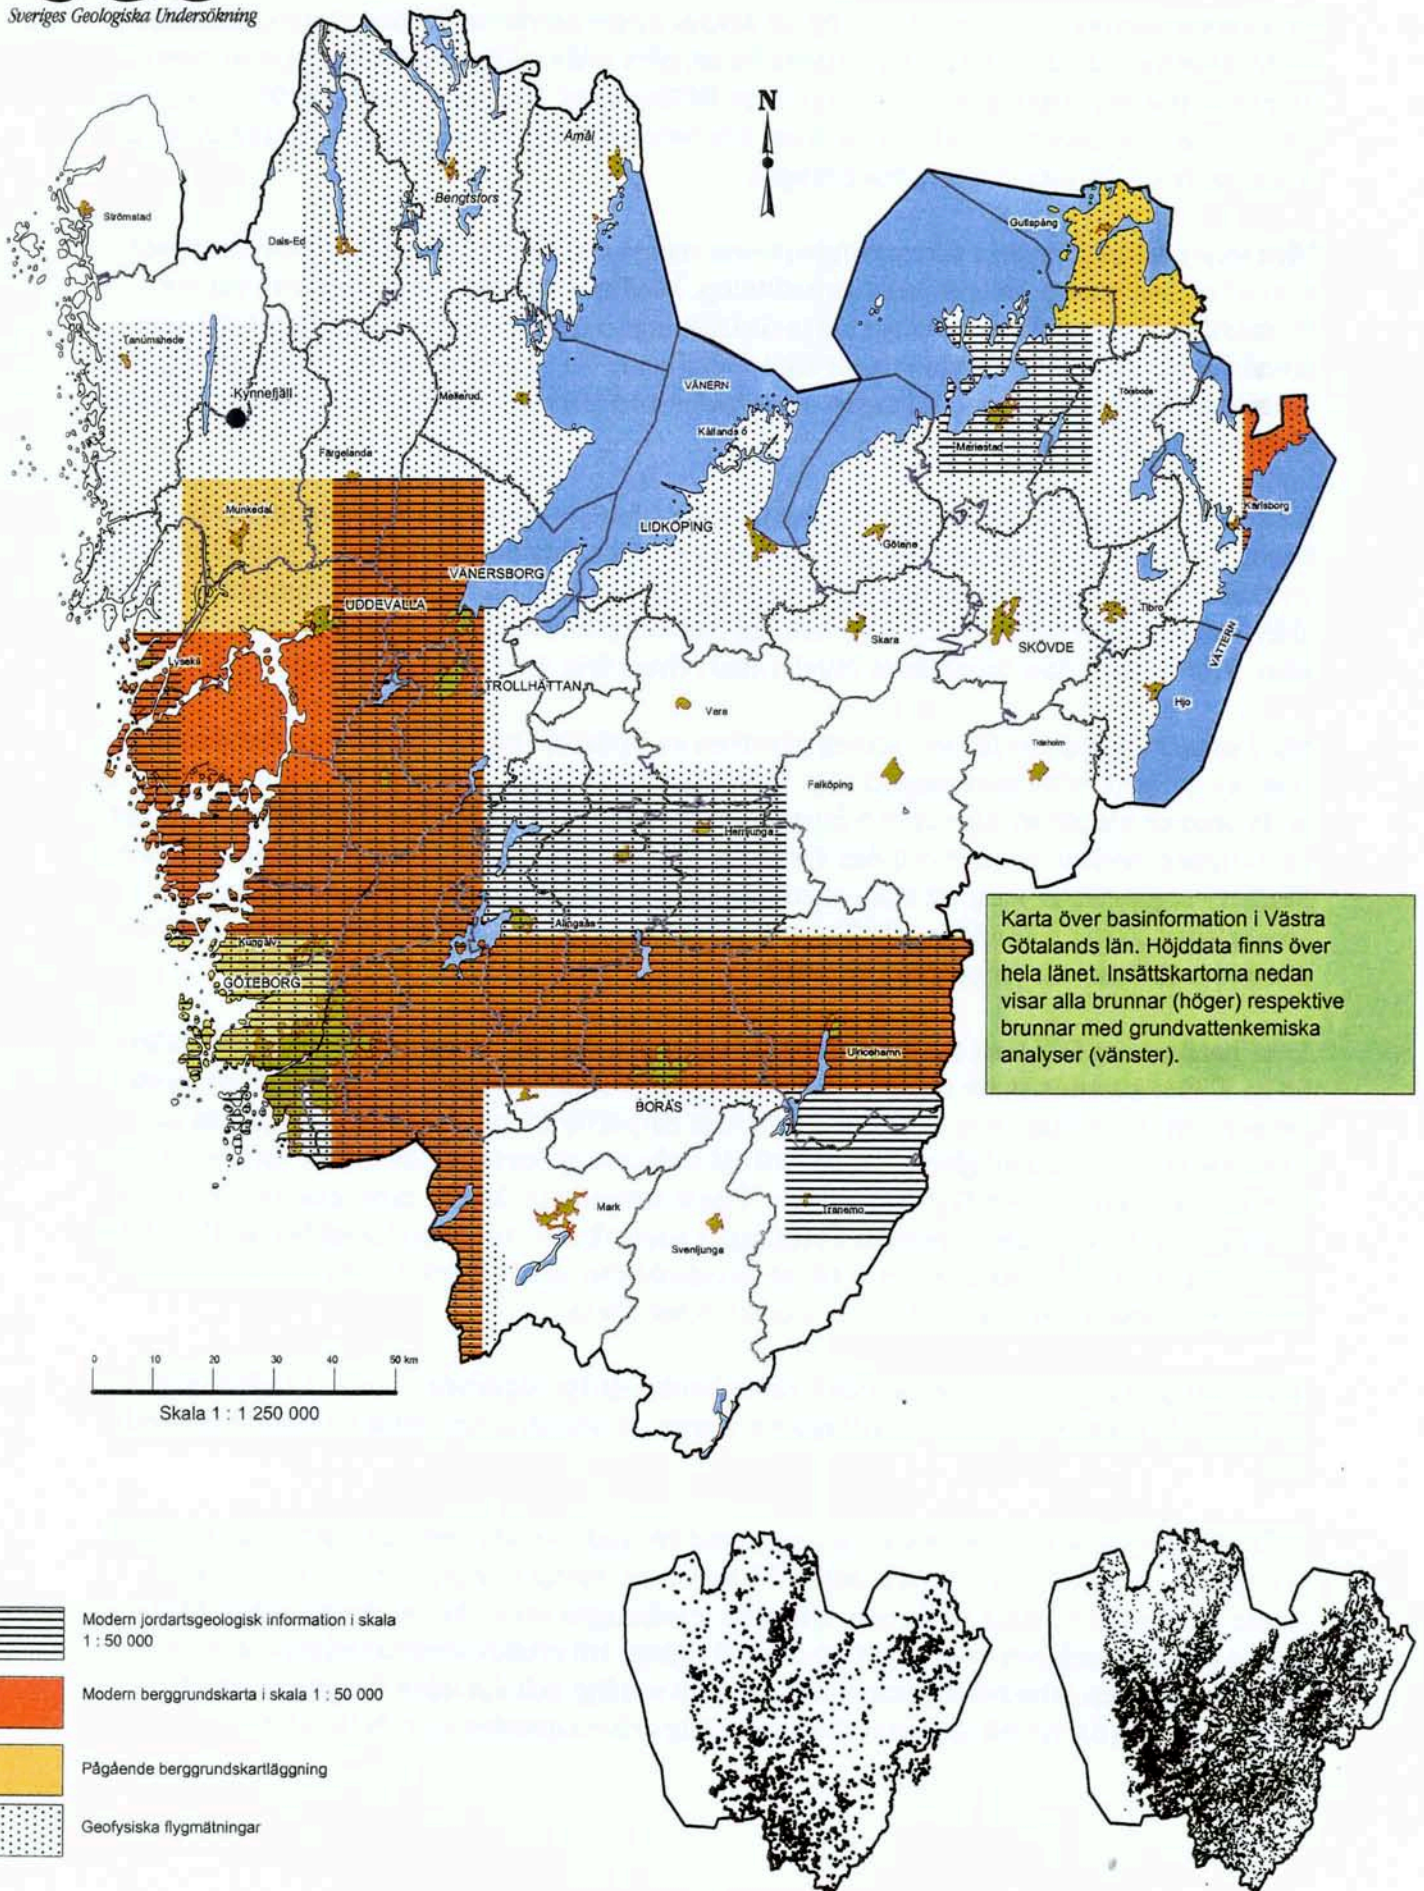 Sveriges Geologiska Undersökning
N
Åmål
Strömstad
Bengtsfors
Dals-Ed
Gullspång
Tanumshede
Kynnefjäll
Mellerud
VÄNERN
Töreboda
Kållands ö
Mariestad
Färgelanda
Munkedal
Karlsborg
LIDKÖPING
Götene
VÄNERSBORG
UDDEVALLA
Tibro
Skara
SKÖVDE
VÄTTERN
Lysekil
TROLLHÄTTAN
Hjo
Vara
Tidaholm
Falköping
Herrljunga
Alingsås
Kungälv
GÖTEBORG
Ulricehamn
BORÅS
Mark
Tranemo
Svenljunga
Karta över basinformation i Västra
Götalands län. Höjddata finns över
hela länet. Insättskartorna nedan
visar alla brunnar (höger) respektive
brunnar med grundvattenkemiska
analyser (vänster).
0 10 20 30 40 50 km
Skala 1 : 1 250 000
Modern jordartsgeologisk information i skala
1 : 50 000
Modern berggrundskarta i skala 1 : 50 000
Pågående berggrundskartläggning
Geofysiska flygmätningar